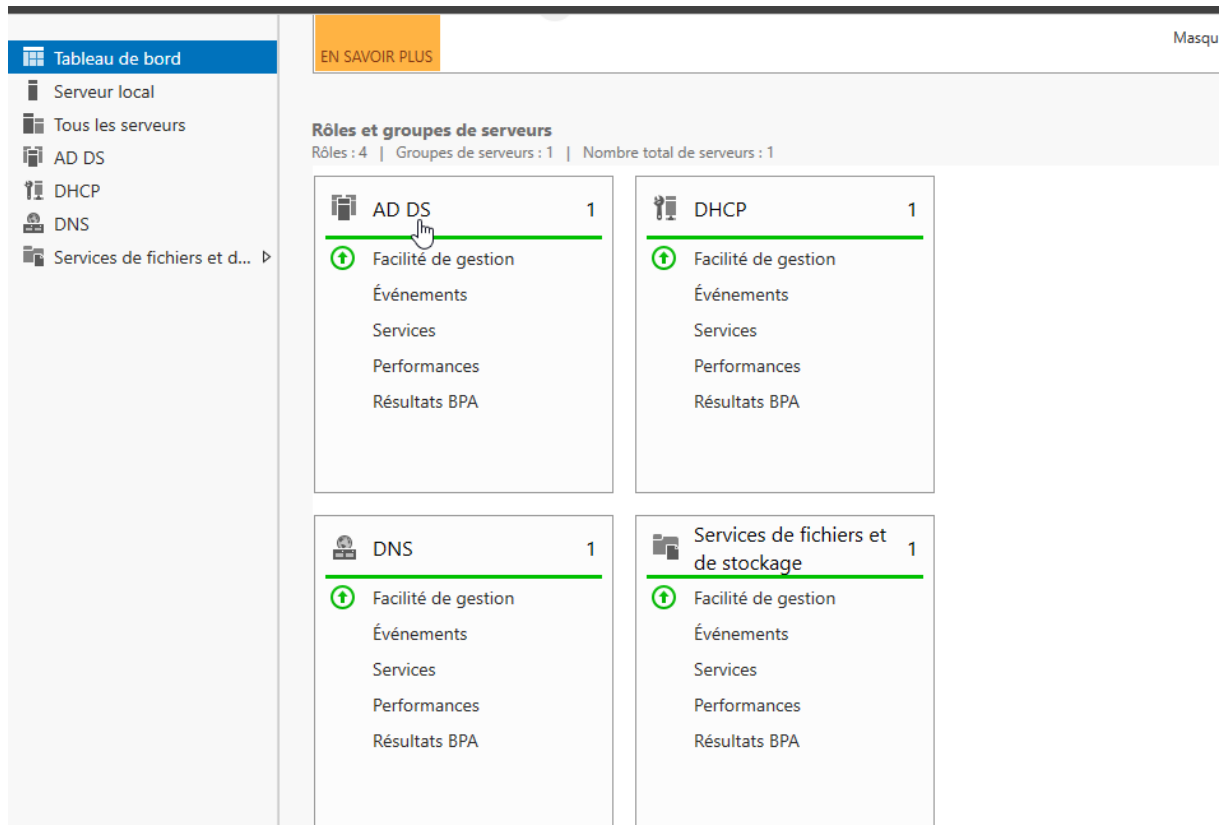 Tableau de bord
Serveur local
Tous les serveurs
AD DS
DHCP
DNS
Services de fichiers et d...
EN SAVOIR PLUS
Masqu
Rôles et groupes de serveurs
Rôles : 4 | Groupes de serveurs : 1 | Nombre total de serveurs : 1
AD DS 1
Facilité de gestion
Événements
Services
Performances
Résultats BPA
DHCP 1
Facilité de gestion
Événements
Services
Performances
Résultats BPA
DNS 1
Facilité de gestion
Événements
Services
Performances
Résultats BPA
Services de fichiers et
de stockage 1
Facilité de gestion
Événements
Services
Performances
Résultats BPA